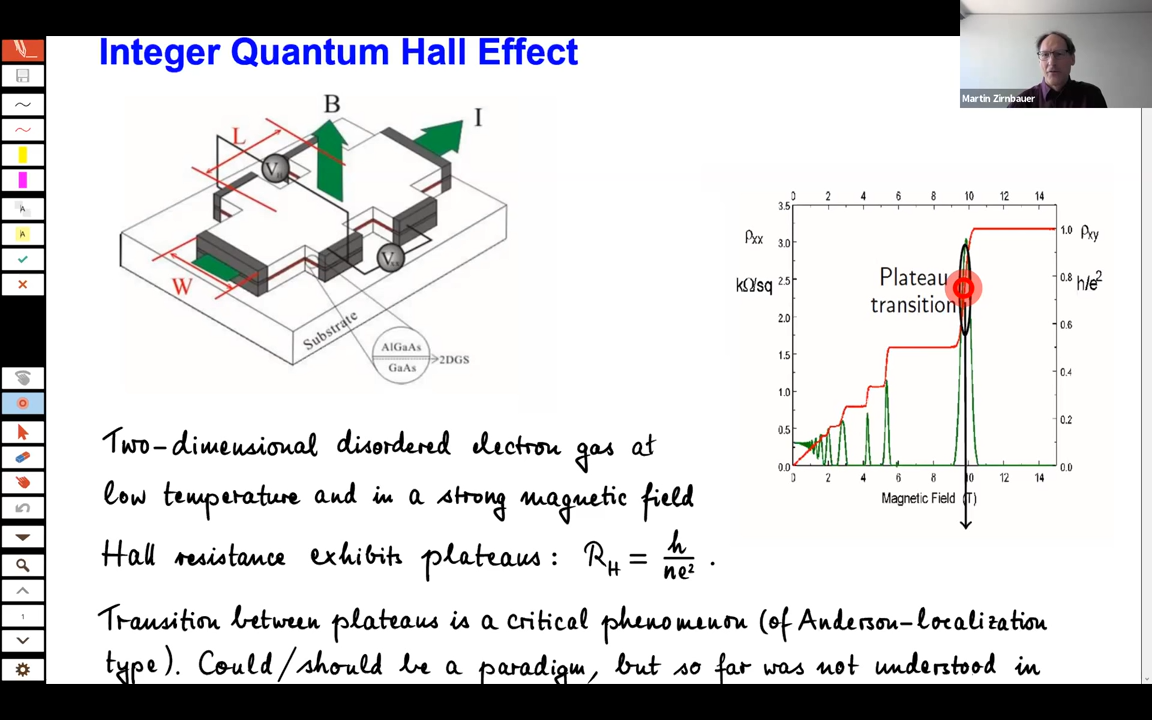 Integer Quantum Hall Effect
Martin Zirnbauer
B
I
L
W
Substrate
AlGaAs
GaAs
2DGS
0 2 4 6 8 10 12 14
3.5
3.0
2.5
2.0
1.5
1.0
0.5
0.0
ρxx
kΩ/sq
Plateau
transition
1.0 ρxy
0.8
h/e²
0.6
0.4
0.2
0.0
0 2 4 6 8 10 12 14
Magnetic Field (T)
Two-dimensional disordered electron gas at
low temperature and in a strong magnetic field
Hall resistance exhibits plateaus: R_H = h/ne² .
Transition between plateaus is a critical phenomenon (of Anderson-localization
type). Could/should be a paradigm, but so far was not understood in
1